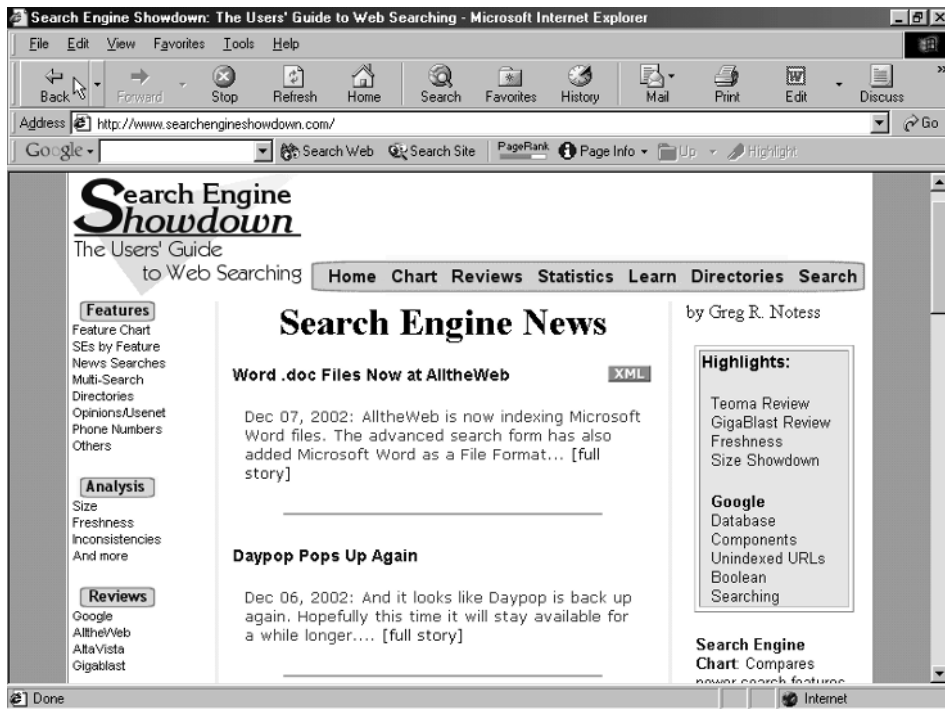 Search Engine Showdown: The Users' Guide to Web Searching - Microsoft Internet Explorer
File Edit View Favorites Tools Help
Back Forward Stop Refresh Home Search Favorites History Mail Print Edit Discuss
Address http://www.searchengineshowdown.com/ Go
Google Search Web Search Site PageRank Page Info Up Highlight
Search Engine
Showdown
The Users' Guide
to Web Searching
Home Chart Reviews Statistics Learn Directories Search
Features
Feature Chart
SEs by Feature
News Searches
Multi-Search
Directories
Opinions/Usenet
Phone Numbers
Others
Analysis
Size
Freshness
Inconsistencies
And more
Reviews
Google
AlltheWeb
AltaVista
Gigablast
Search Engine News
Word .doc Files Now at AlltheWeb XML
Dec 07, 2002: AlltheWeb is now indexing Microsoft
Word files. The advanced search form has also
added Microsoft Word as a File Format... [full
story]
Daypop Pops Up Again
Dec 06, 2002: And it looks like Daypop is back up
again. Hopefully this time it will stay available for
a while longer.... [full story]
by Greg R. Notess
Highlights:
Teoma Review
GigaBlast Review
Freshness
Size Showdown
Google
Database
Components
Unindexed URLs
Boolean
Searching
Search Engine
Chart: Compares
power search features
Done Internet